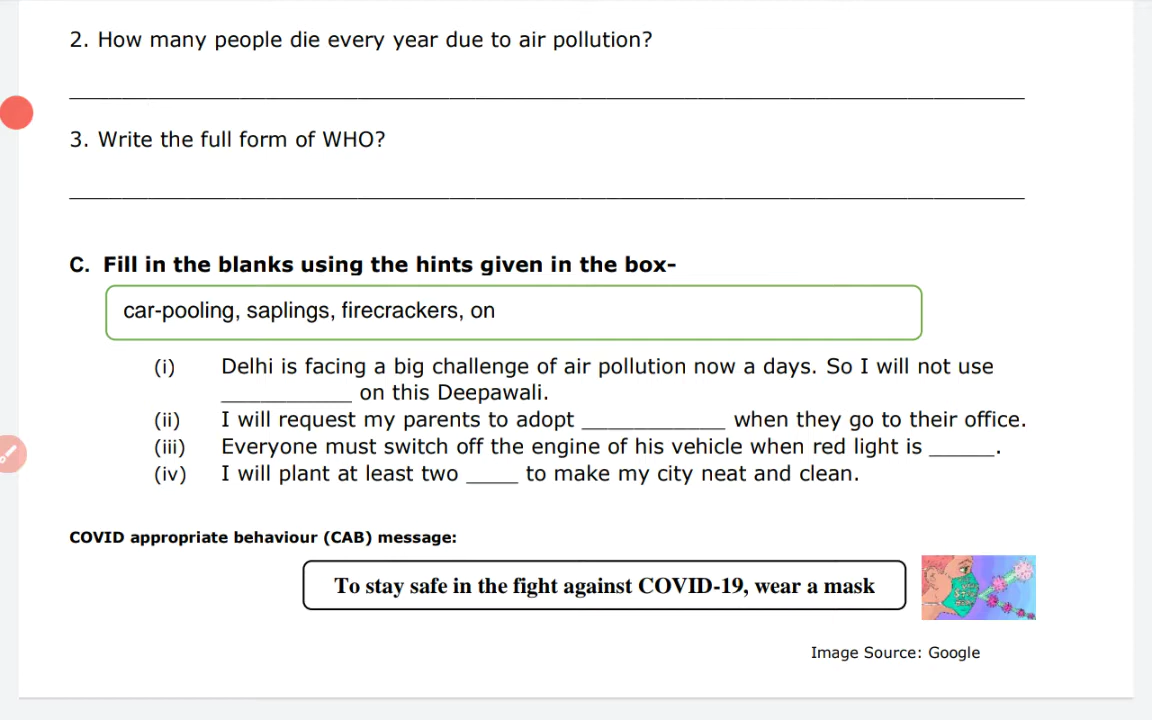 2. How many people die every year due to air pollution?
3. Write the full form of WHO?
C. Fill in the blanks using the hints given in the box-
car-pooling, saplings, firecrackers, on
(i) Delhi is facing a big challenge of air pollution now a days. So I will not use
____________ on this Deepawali.
(ii) I will request my parents to adopt _____________ when they go to their office.
(iii) Everyone must switch off the engine of his vehicle when red light is ______.
(iv) I will plant at least two _____ to make my city neat and clean.
COVID appropriate behaviour (CAB) message:
To stay safe in the fight against COVID-19, wear a mask
Image Source: Google